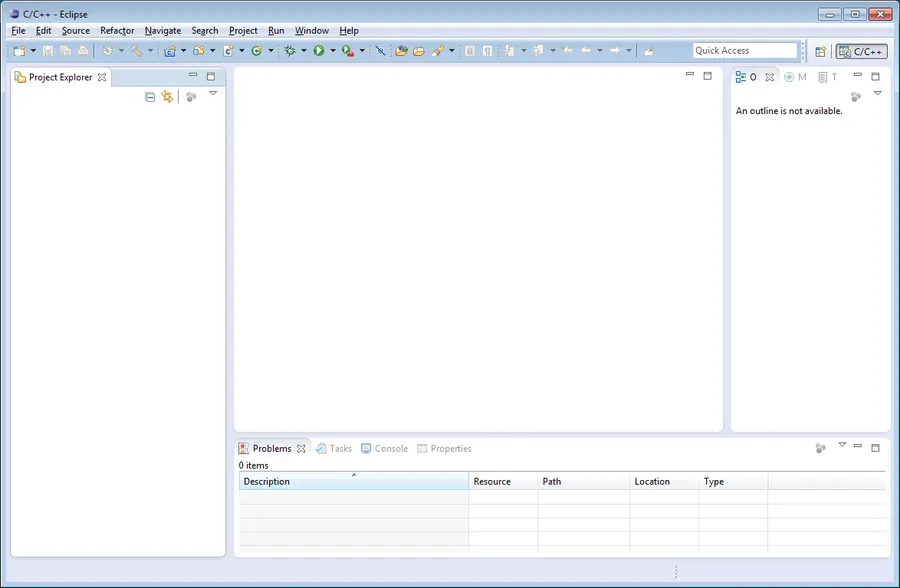 C/C++ - Eclipse
File Edit Source Refactor Navigate Search Project Run Window Help
Quick Access
C/C++
Project Explorer
O M T
An outline is not available.
Problems Tasks Console Properties
0 items
Description Resource Path Location Type